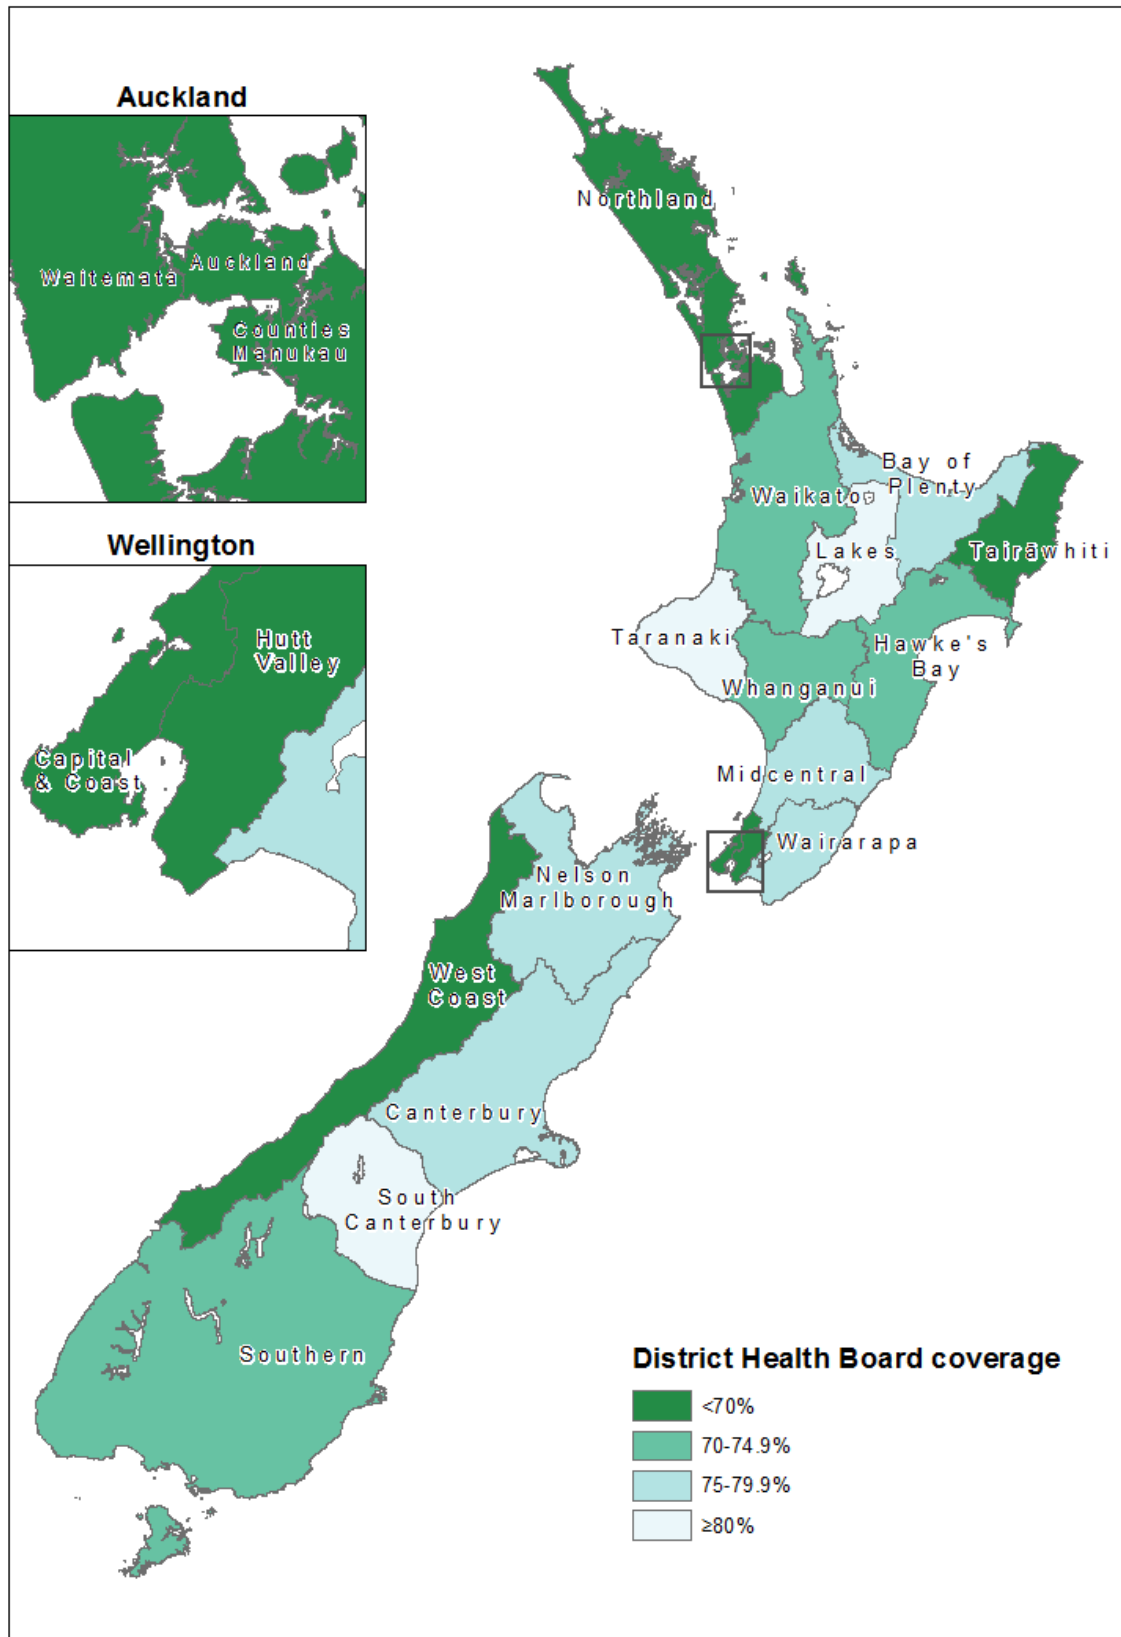 Auckland
Waitemata
Auckland
Counties
Manukau
Wellington
Hutt
Valley
Capital
& Coast
Northland
Bay of
Plenty
Waikato
Lakes
Tairāwhiti
Taranaki
Hawke's
Bay
Whanganui
Midcentral
Wairarapa
Nelson
Marlborough
West
Coast
Canterbury
South
Canterbury
Southern
District Health Board coverage
<70%
70-74.9%
75-79.9%
≥80%